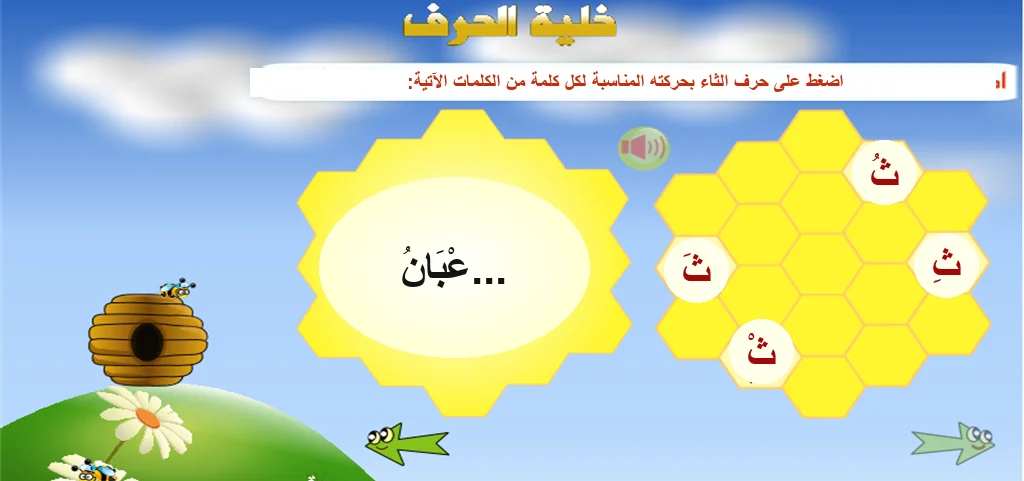 خلية الحرف
اضغط على حرف الثاء بحركته المناسبة لكل كلمة من الكلمات الآتية:
...عْبَانُ
ثُ
ثِ
ثَ
ثْ